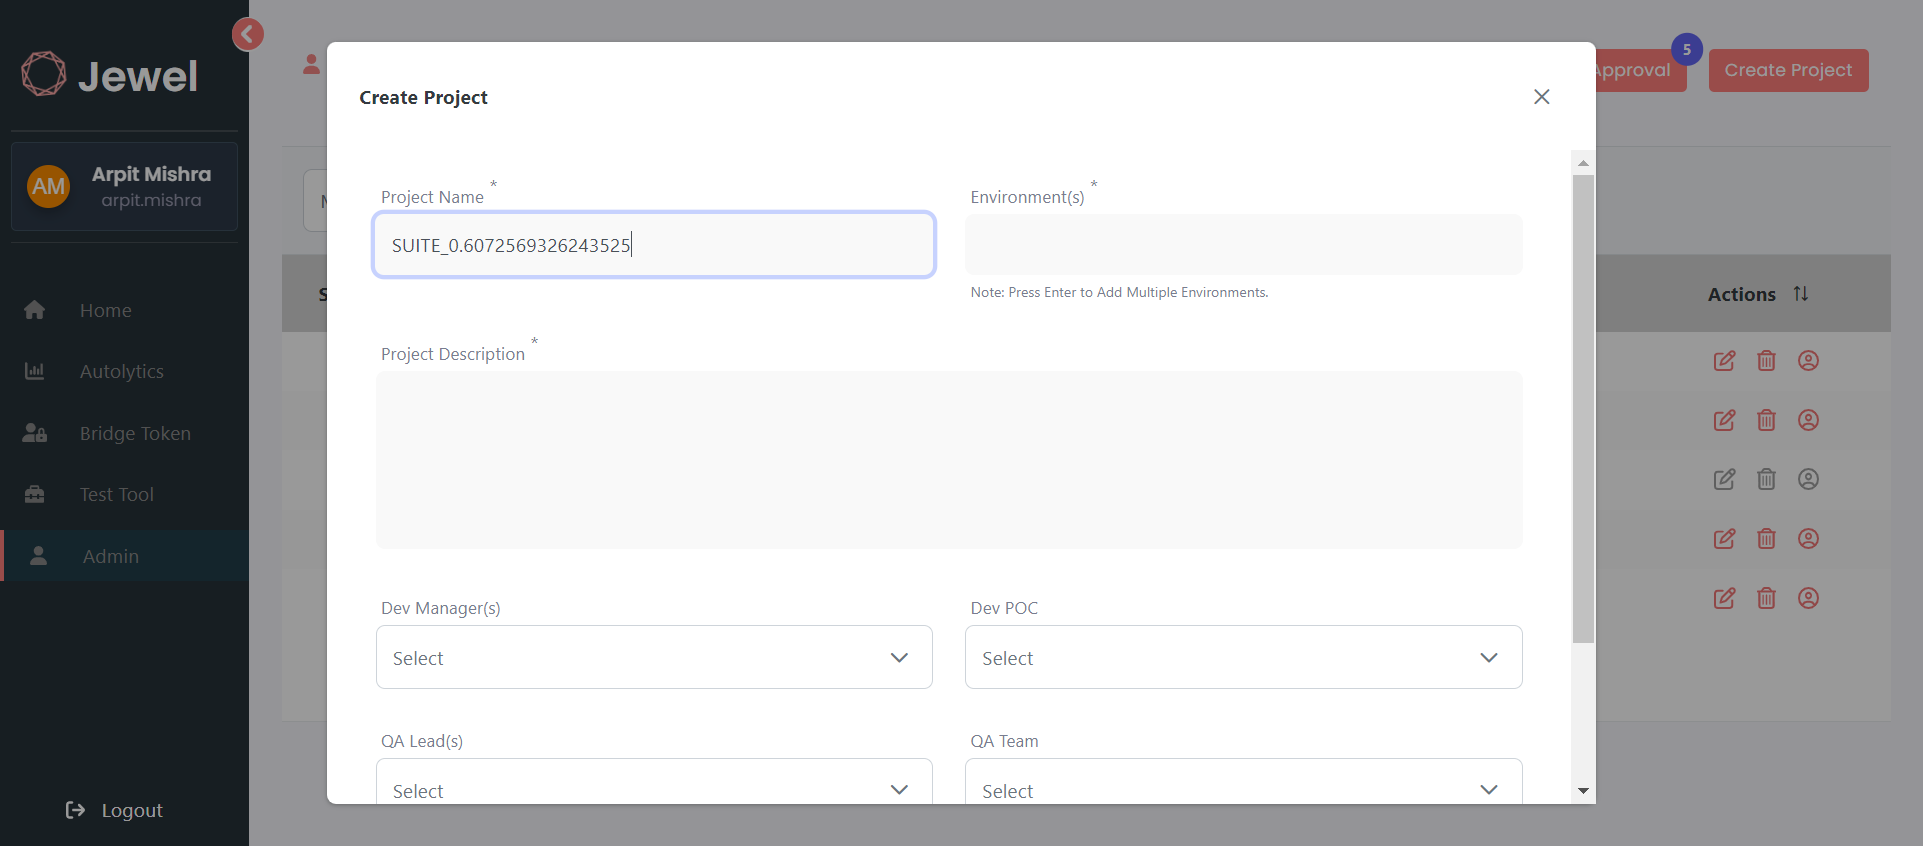 Jewel
AM
Arpit Mishra
arpit.mishra
Home
Autolytics
Bridge Token
Test Tool
Admin
Logout
Approval
5
Create Project
Create Project
Project Name *
SUITE_0.6072569326243525
Environment(s) *
Note: Press Enter to Add Multiple Environments.
Project Description *
Actions
Dev Manager(s)
Select
Dev POC
Select
QA Lead(s)
Select
QA Team
Select